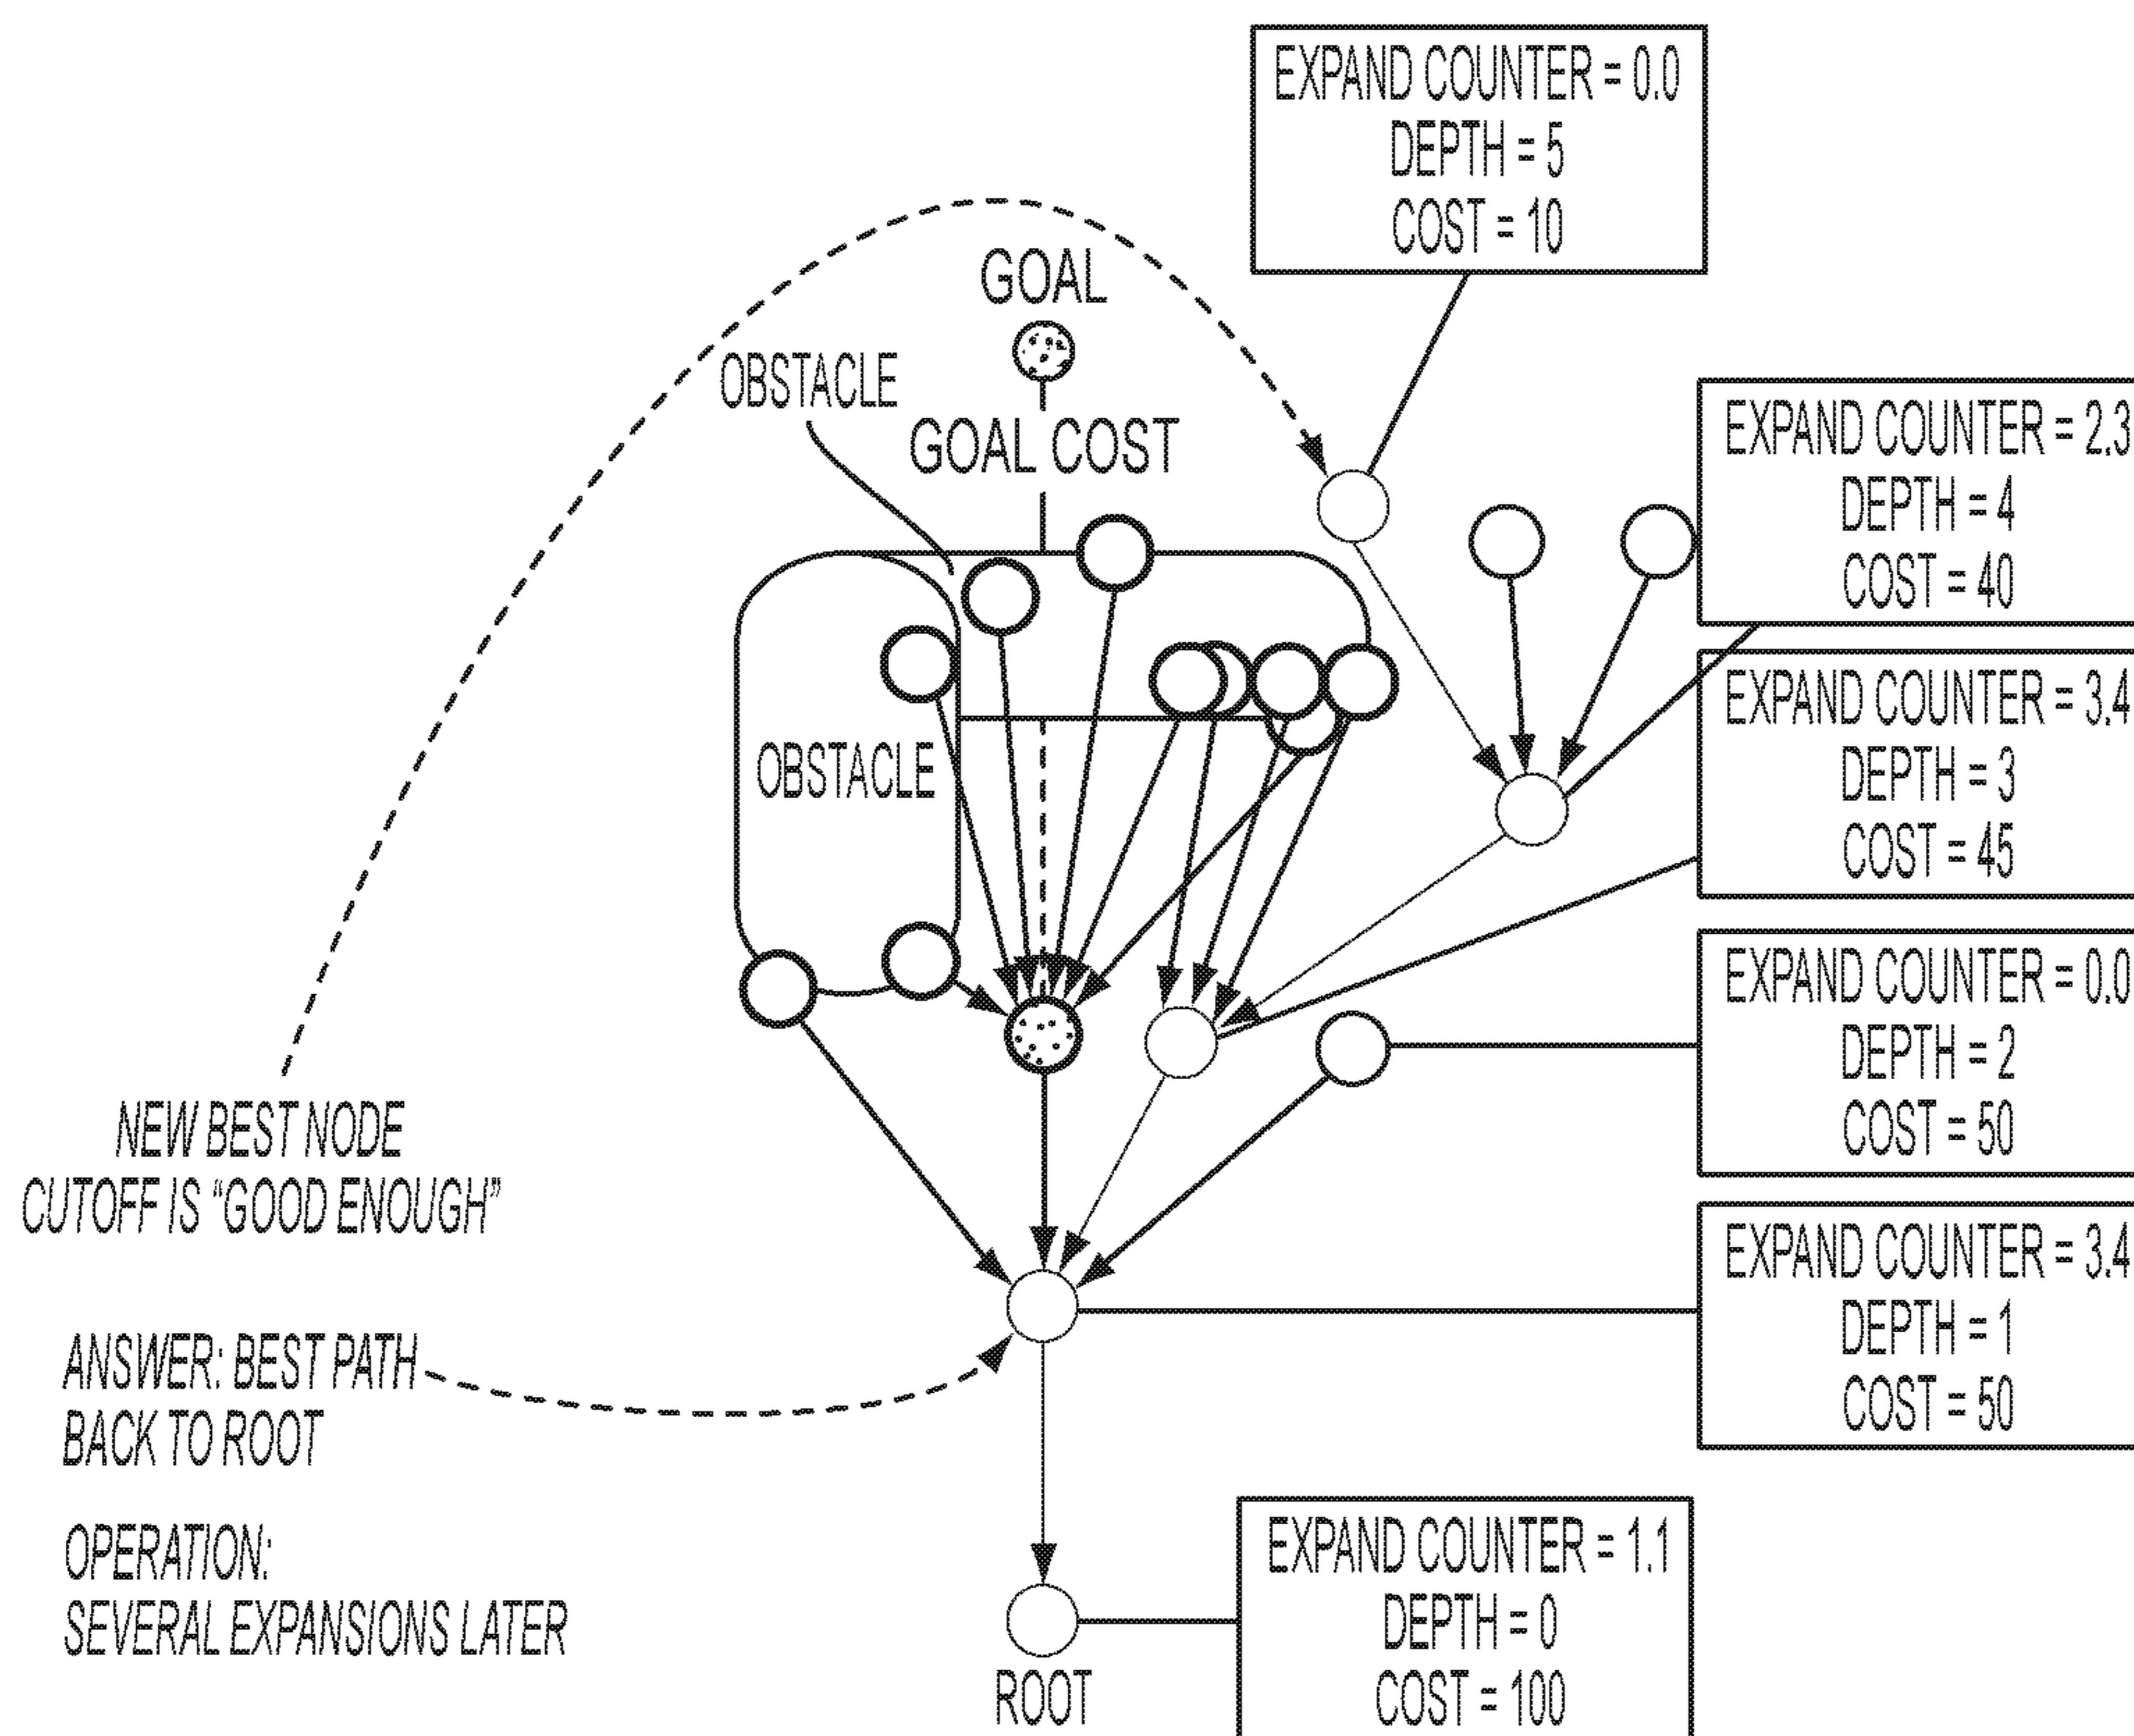 EXPAND COUNTER = 0.0
DEPTH = 5
COST = 10
GOAL
OBSTACLE
GOAL COST
EXPAND COUNTER = 2.3
DEPTH = 4
COST = 40
EXPAND COUNTER = 3.4
DEPTH = 3
COST = 45
OBSTACLE
EXPAND COUNTER = 0.0
DEPTH = 2
COST = 50
NEW BEST NODE
CUTOFF IS “GOOD ENOUGH”
EXPAND COUNTER = 3.4
DEPTH = 1
COST = 50
ANSWER: BEST PATH
BACK TO ROOT
OPERATION:
SEVERAL EXPANSIONS LATER
EXPAND COUNTER = 1.1
DEPTH = 0
COST = 100
ROOT